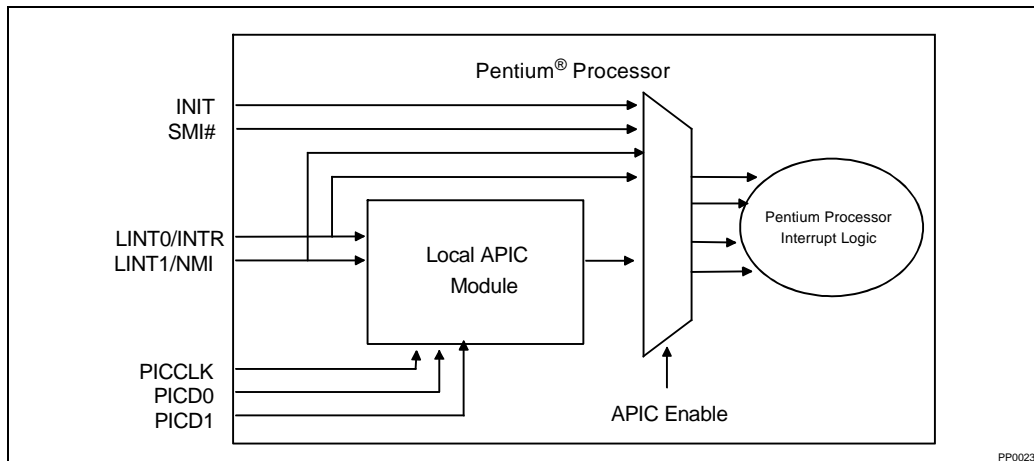 Pentium® Processor
INIT
SMI#
LINT0/INTR
LINT1/NMI
Local APIC
Module
Pentium Processor
Interrupt Logic
PICCLK
PICD0
PICD1
APIC Enable
PP0023